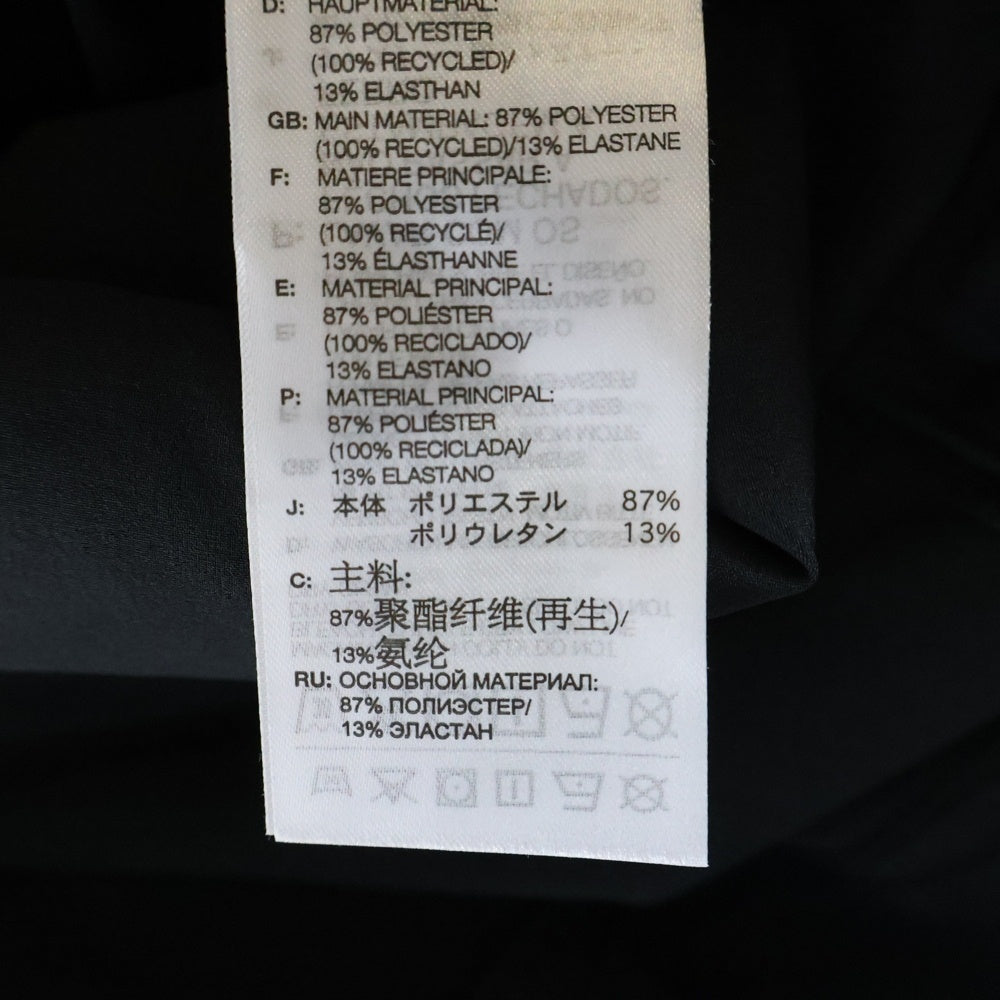 D: HAUPTMATERIAL:
87% POLYESTER
(100% RECYCLED)/
13% ELASTHAN
GB: MAIN MATERIAL: 87% POLYESTER
(100% RECYCLED)/13% ELASTANE
F: MATIERE PRINCIPALE:
87% POLYESTER
(100% RECYCLÉ)/
13% ÉLASTHANNE
E: MATERIAL PRINCIPAL:
87% POLIÉSTER
(100% RECICLADO)/
13% ELASTANO
P: MATERIAL PRINCIPAL:
87% POLIÉSTER
(100% RECICLADA)/
13% ELASTANO
J: 本体 ポリエステル 87%
ポリウレタン 13%
C: 主料:
87%聚酯纤维(再生)/
13%氨纶
RU: ОСНОВНОЙ МАТЕРИАЛ:
87% ПОЛИЭСТЕР/
13% ЭЛАСТАН